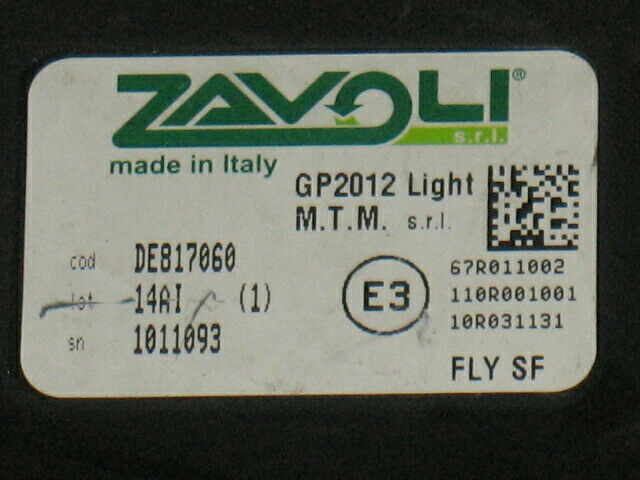 ZAVOLI®
s.r.l.
made in Italy
GP2012 Light
M.T.M. s.r.l.
cod DE817060
lot 14AI (1)
sn 1011093
E3
67R011002
110R001001
10R031131
FLY SF